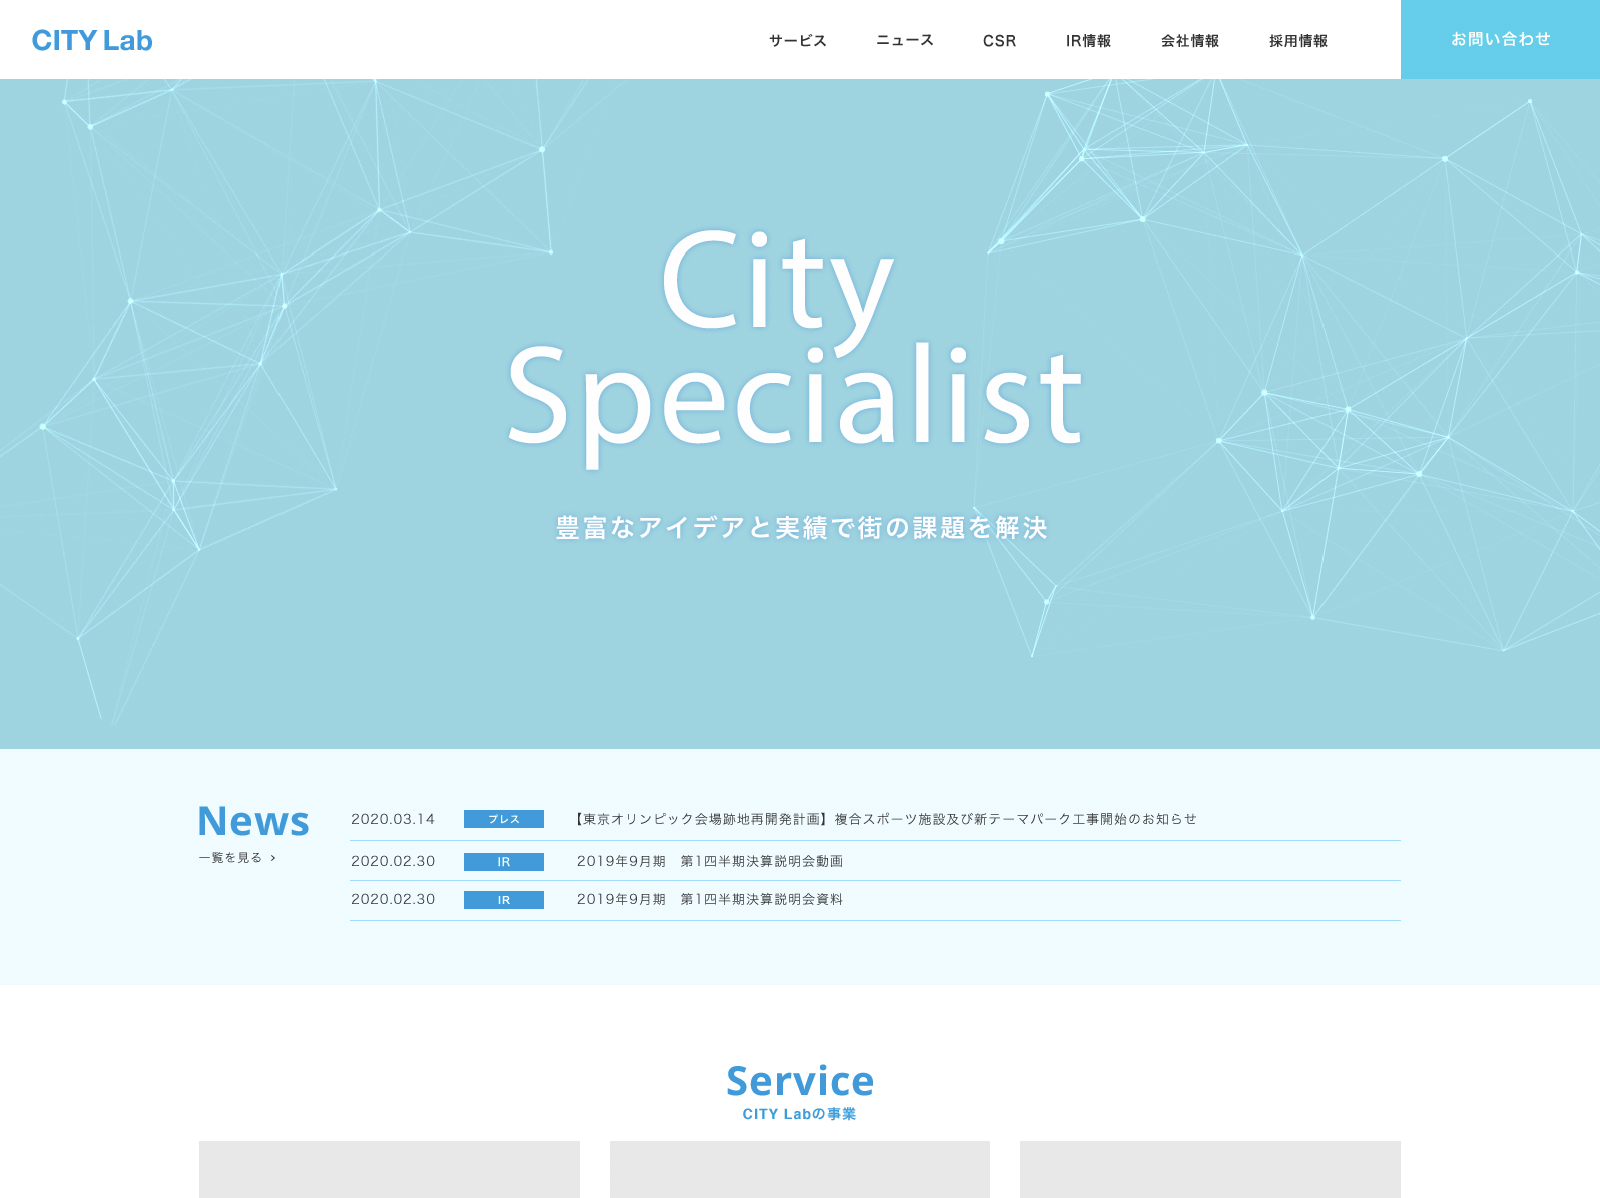 CITY Lab
サービス ニュース CSR IR情報 会社情報 採用情報 お問い合わせ
City
Specialist
豊富なアイデアと実績で街の課題を解決
News
一覧を見る >
2020.03.14 プレス 【東京オリンピック会場跡地再開発計画】複合スポーツ施設及び新テーマパーク工事開始のお知らせ
2020.02.30 IR 2019年9月期　第1四半期決算説明会動画
2020.02.30 IR 2019年9月期　第1四半期決算説明会資料
Service
CITY Labの事業